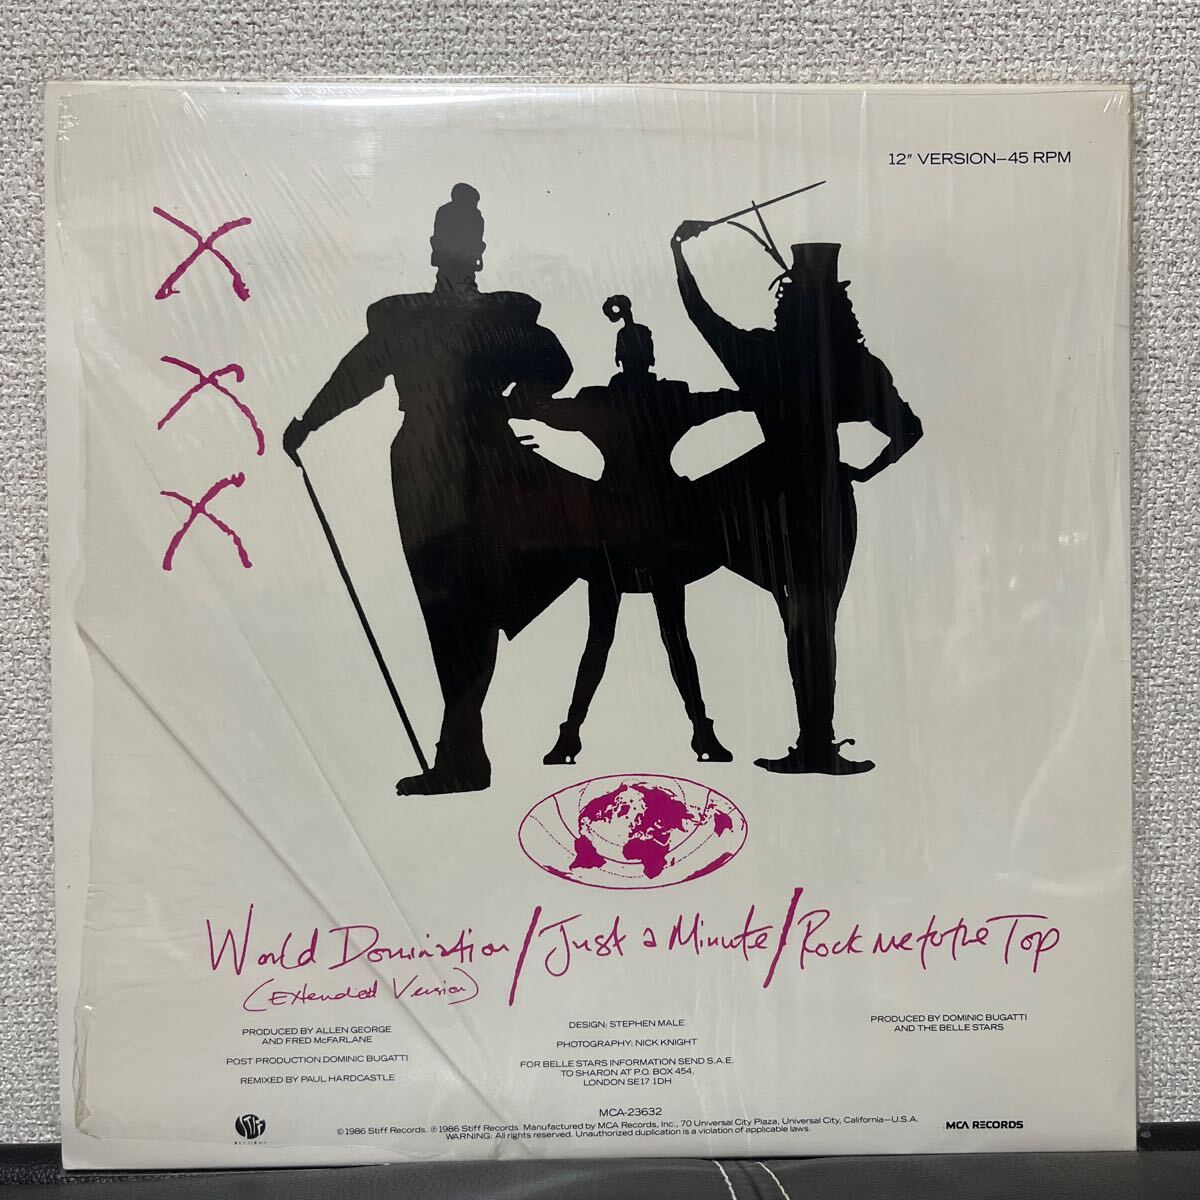 12" VERSION–45 RPM
X
X
X
World Domination / Just a Minute / Rock me to the Top
(Extended Version)
PRODUCED BY ALLEN GEORGE
AND FRED McFARLANE
POST PRODUCTION DOMINIC BUGATTI
REMIXED BY PAUL HARDCASTLE
DESIGN: STEPHEN MALE
PHOTOGRAPHY: NICK KNIGHT
FOR BELLE STARS INFORMATION SEND S.A.E.
TO SHARON AT P.O. BOX 454,
LONDON SE17 1DH
PRODUCED BY DOMINIC BUGATTI
AND THE BELLE STARS
MCA-23632
STIFF
RECORDS
© 1986 Stiff Records. ℗ 1986 Stiff Records. Manufactured by MCA Records, Inc., 70 Universal City Plaza, Universal City, California—U.S.A.
WARNING: All rights reserved. Unauthorized duplication is a violation of applicable laws.
MCA RECORDS